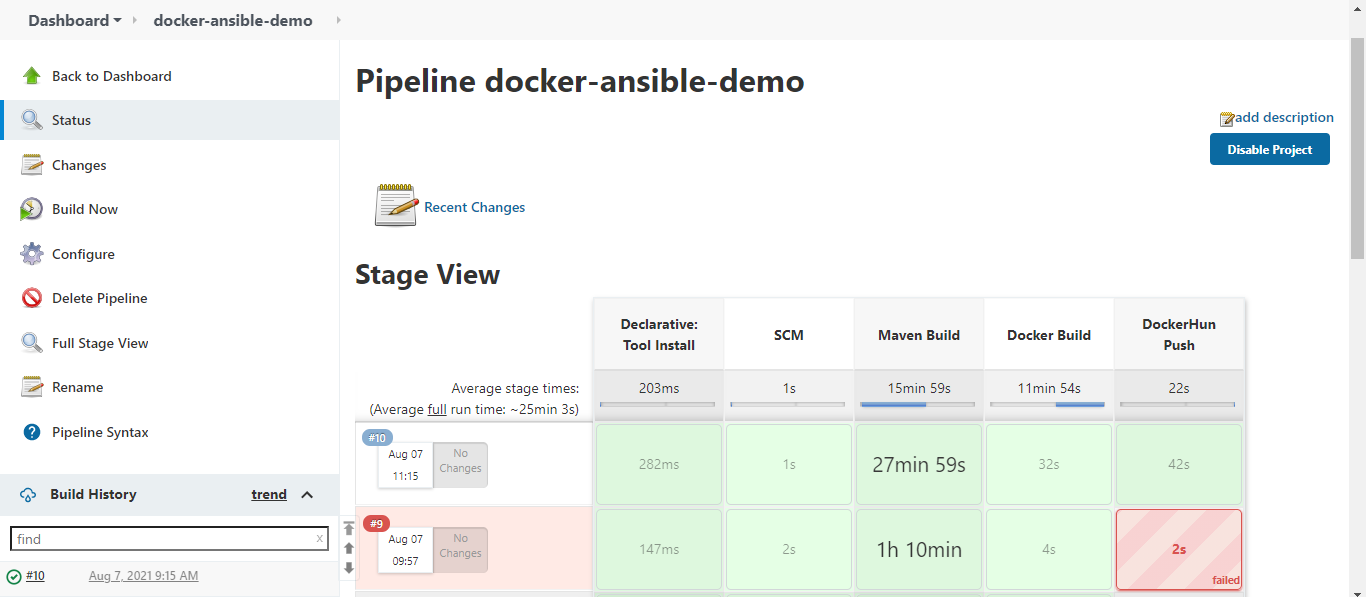 Dashboard docker-ansible-demo
Back to Dashboard
Status
Changes
Build Now
Configure
Delete Pipeline
Full Stage View
Rename
Pipeline Syntax
Build History trend
find x
#10 Aug 7, 2021 9:15 AM
Pipeline docker-ansible-demo
add description
Disable Project
Recent Changes
Stage View
Declarative: Tool Install SCM Maven Build Docker Build DockerHun Push
Average stage times: 203ms 1s 15min 59s 11min 54s 22s
(Average full run time: ~25min 3s)
#10
Aug 07 11:15 No Changes 282ms 1s 27min 59s 32s 42s
#9
Aug 07 09:57 No Changes 147ms 2s 1h 10min 4s 2s
failed